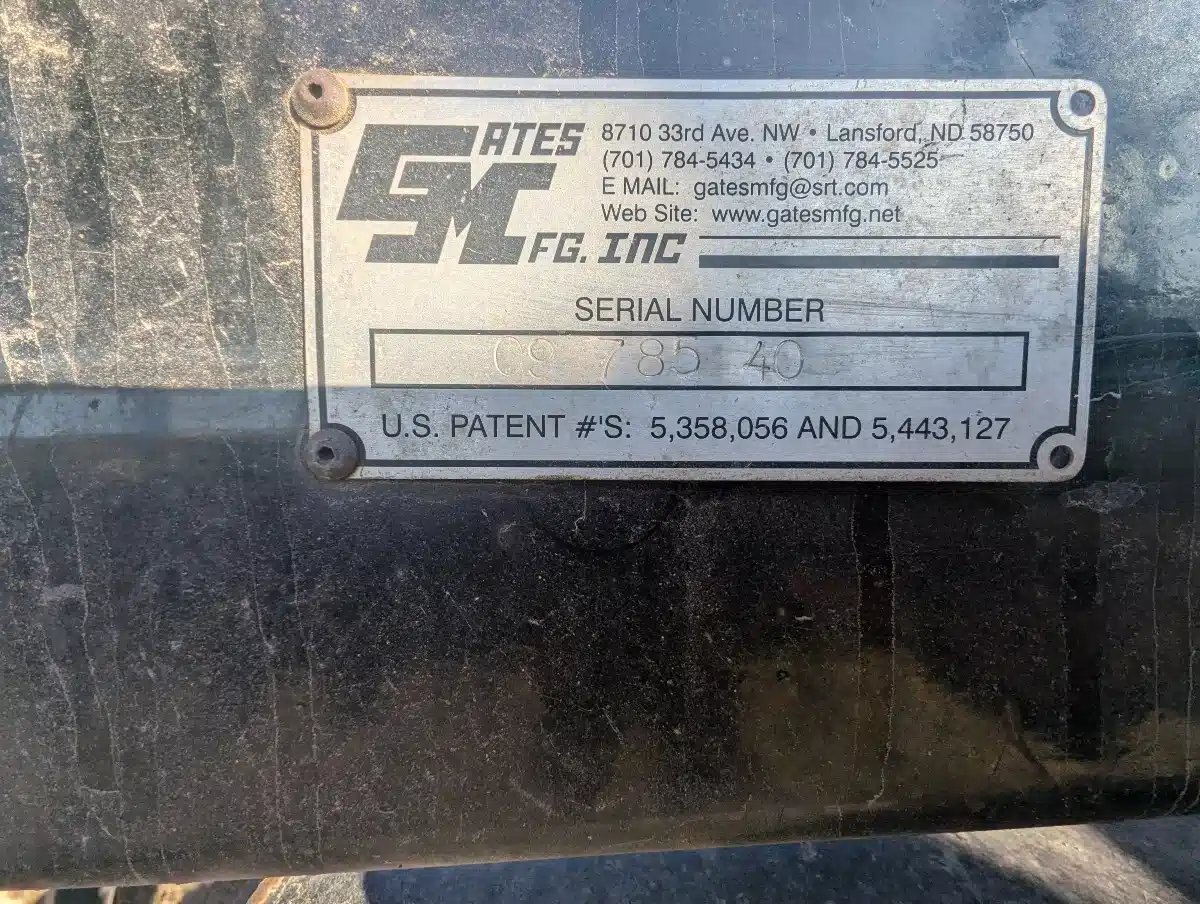 GATES
8710 33rd Ave. NW • Lansford, ND 58750
(701) 784-5434 • (701) 784-5525
E MAIL: gatesmfg@srt.com
Web Site: www.gatesmfg.net
MFG. INC
SERIAL NUMBER
09 785 40
U.S. PATENT #'S: 5,358,056 AND 5,443,127